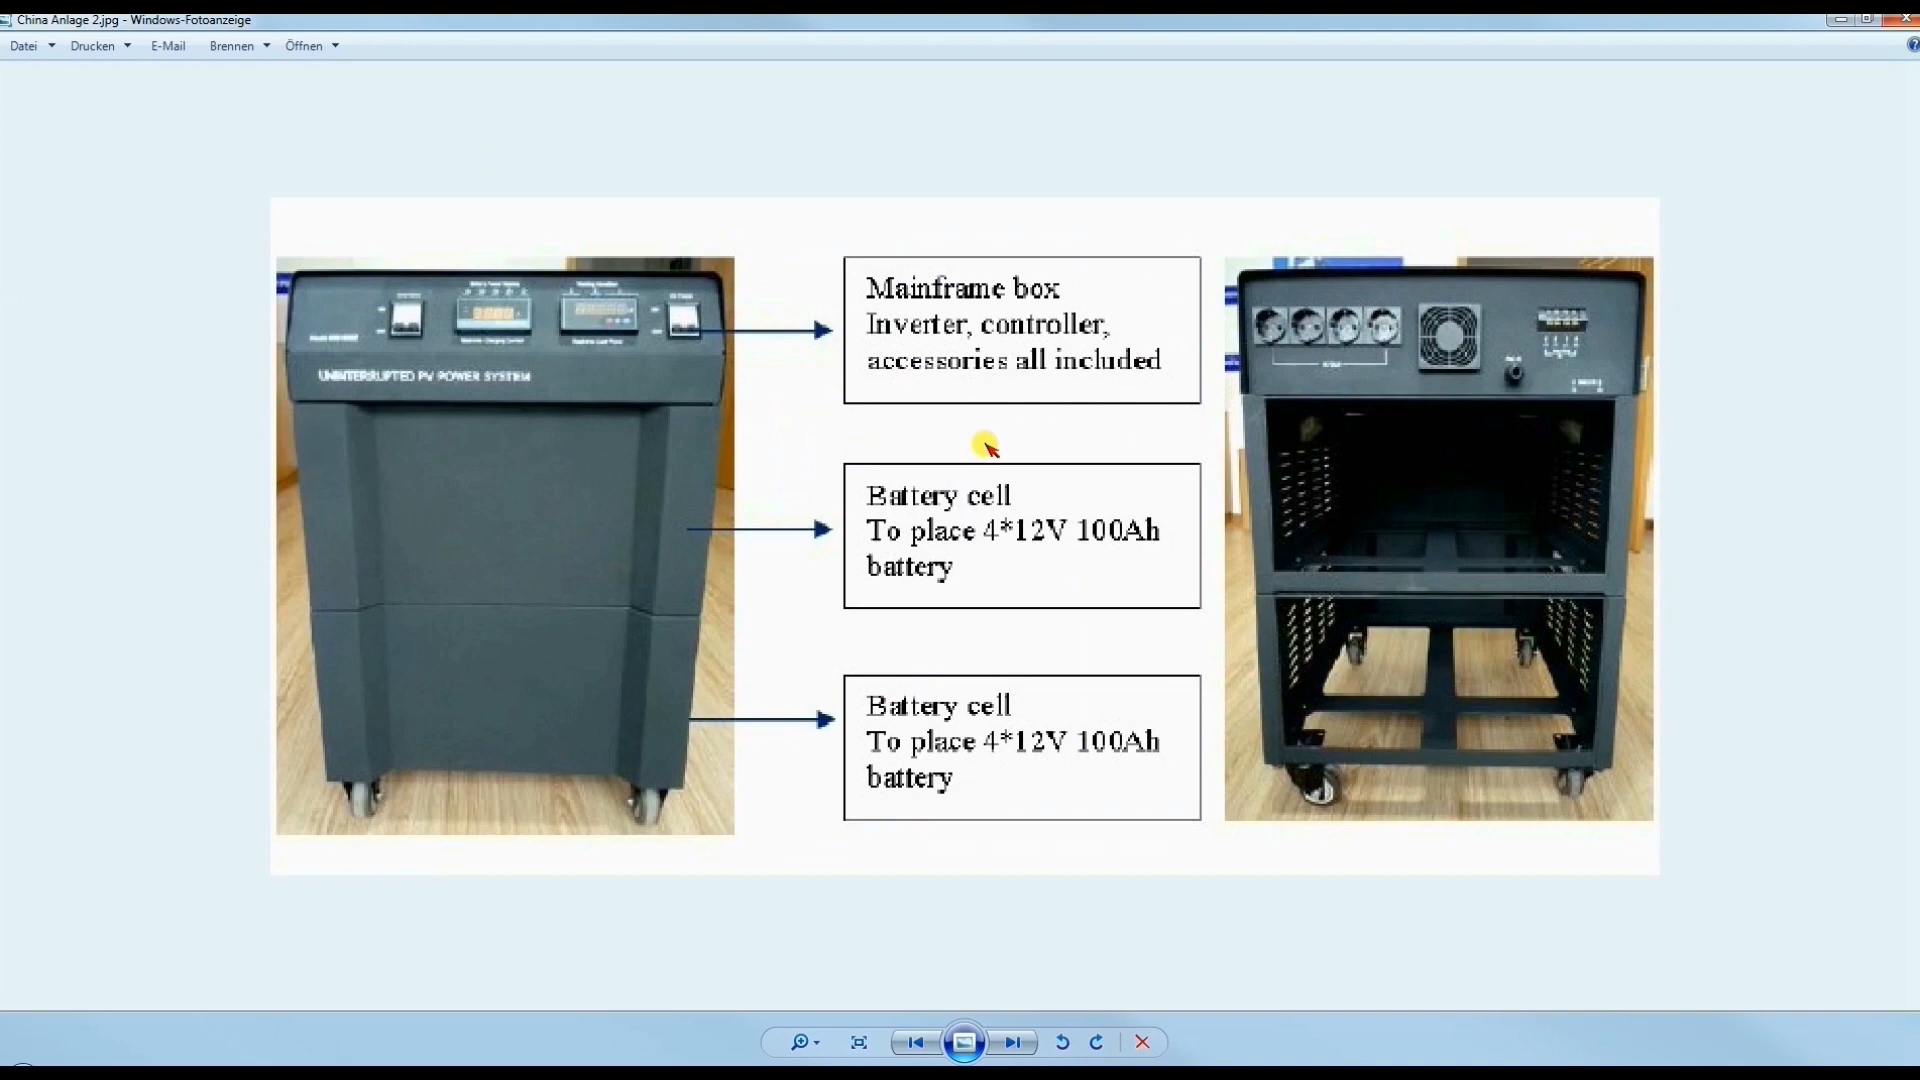 China Anlage 2.jpg - Windows-Fotoanzeige
Datei
Drucken
E-Mail
Brennen
Öffnen
Mainframe box
Inverter, controller,
accessories all included
UNINTERRUPTED PV POWER SYSTEM
Battery cell
To place 4*12V 100Ah
battery
Battery cell
To place 4*12V 100Ah
battery